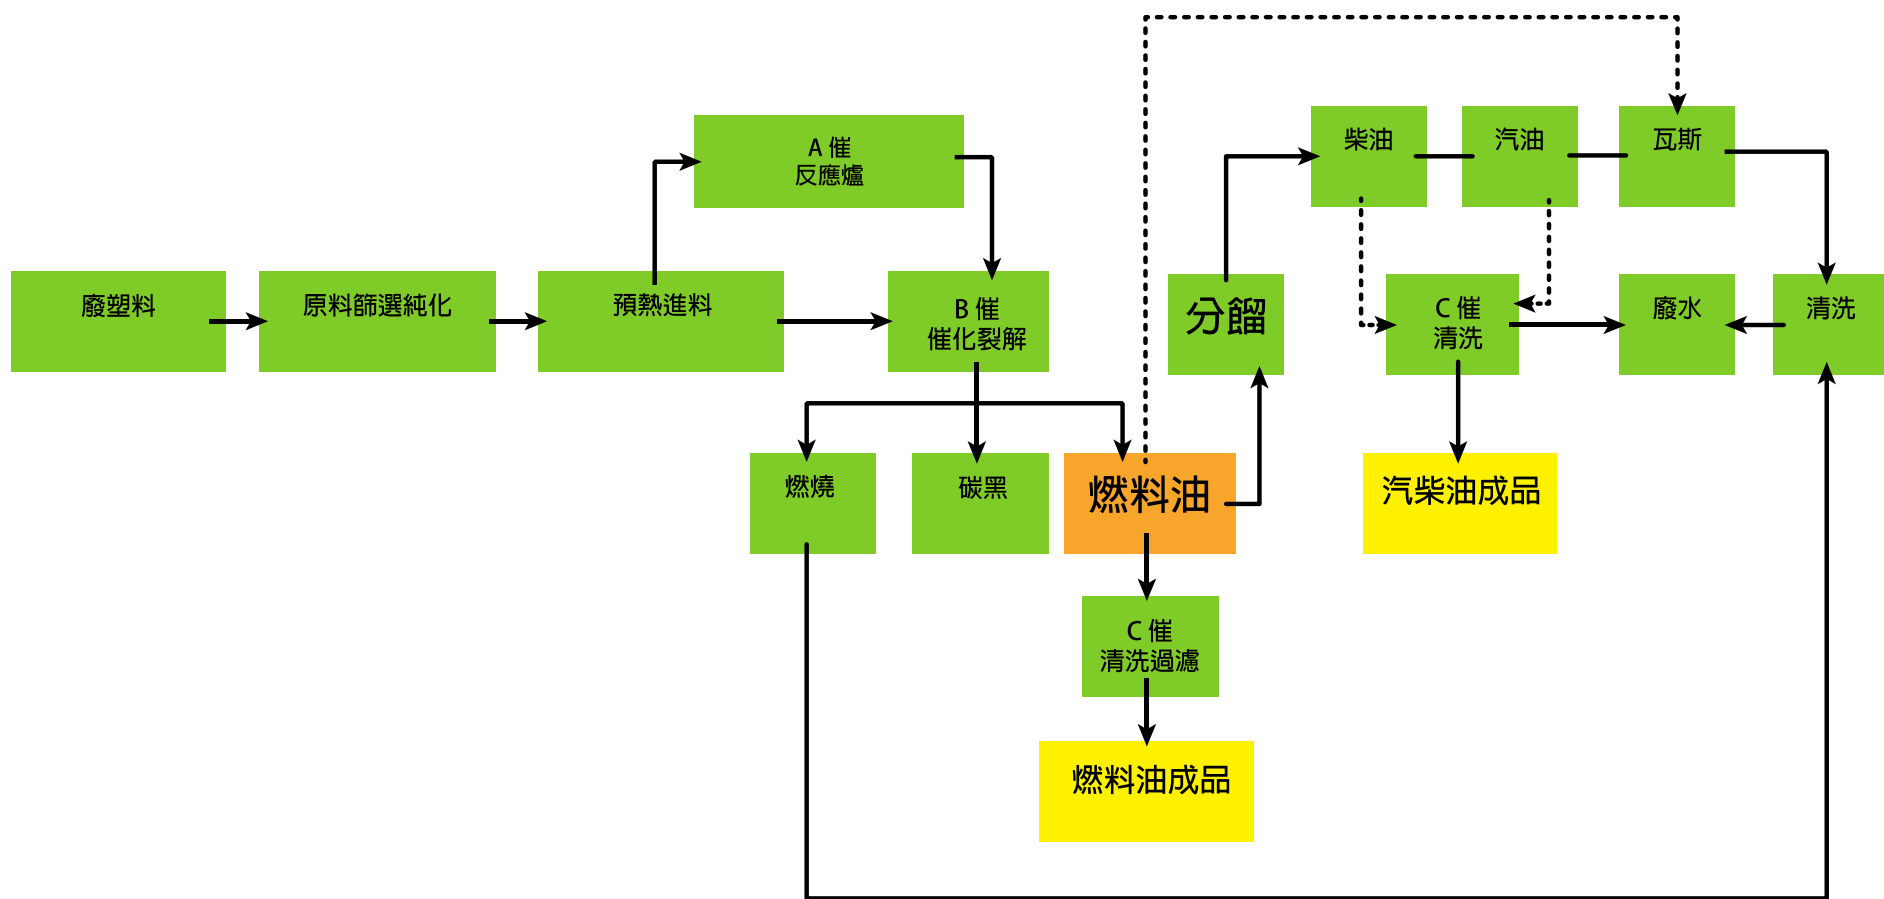 廢塑料
原料篩選純化
預熱進料
A 催
反應爐
B 催
催化裂解
燃燒
碳黑
燃料油
C 催
清洗過濾
燃料油成品
分餾
柴油
汽油
瓦斯
C 催
清洗
廢水
清洗
汽柴油成品